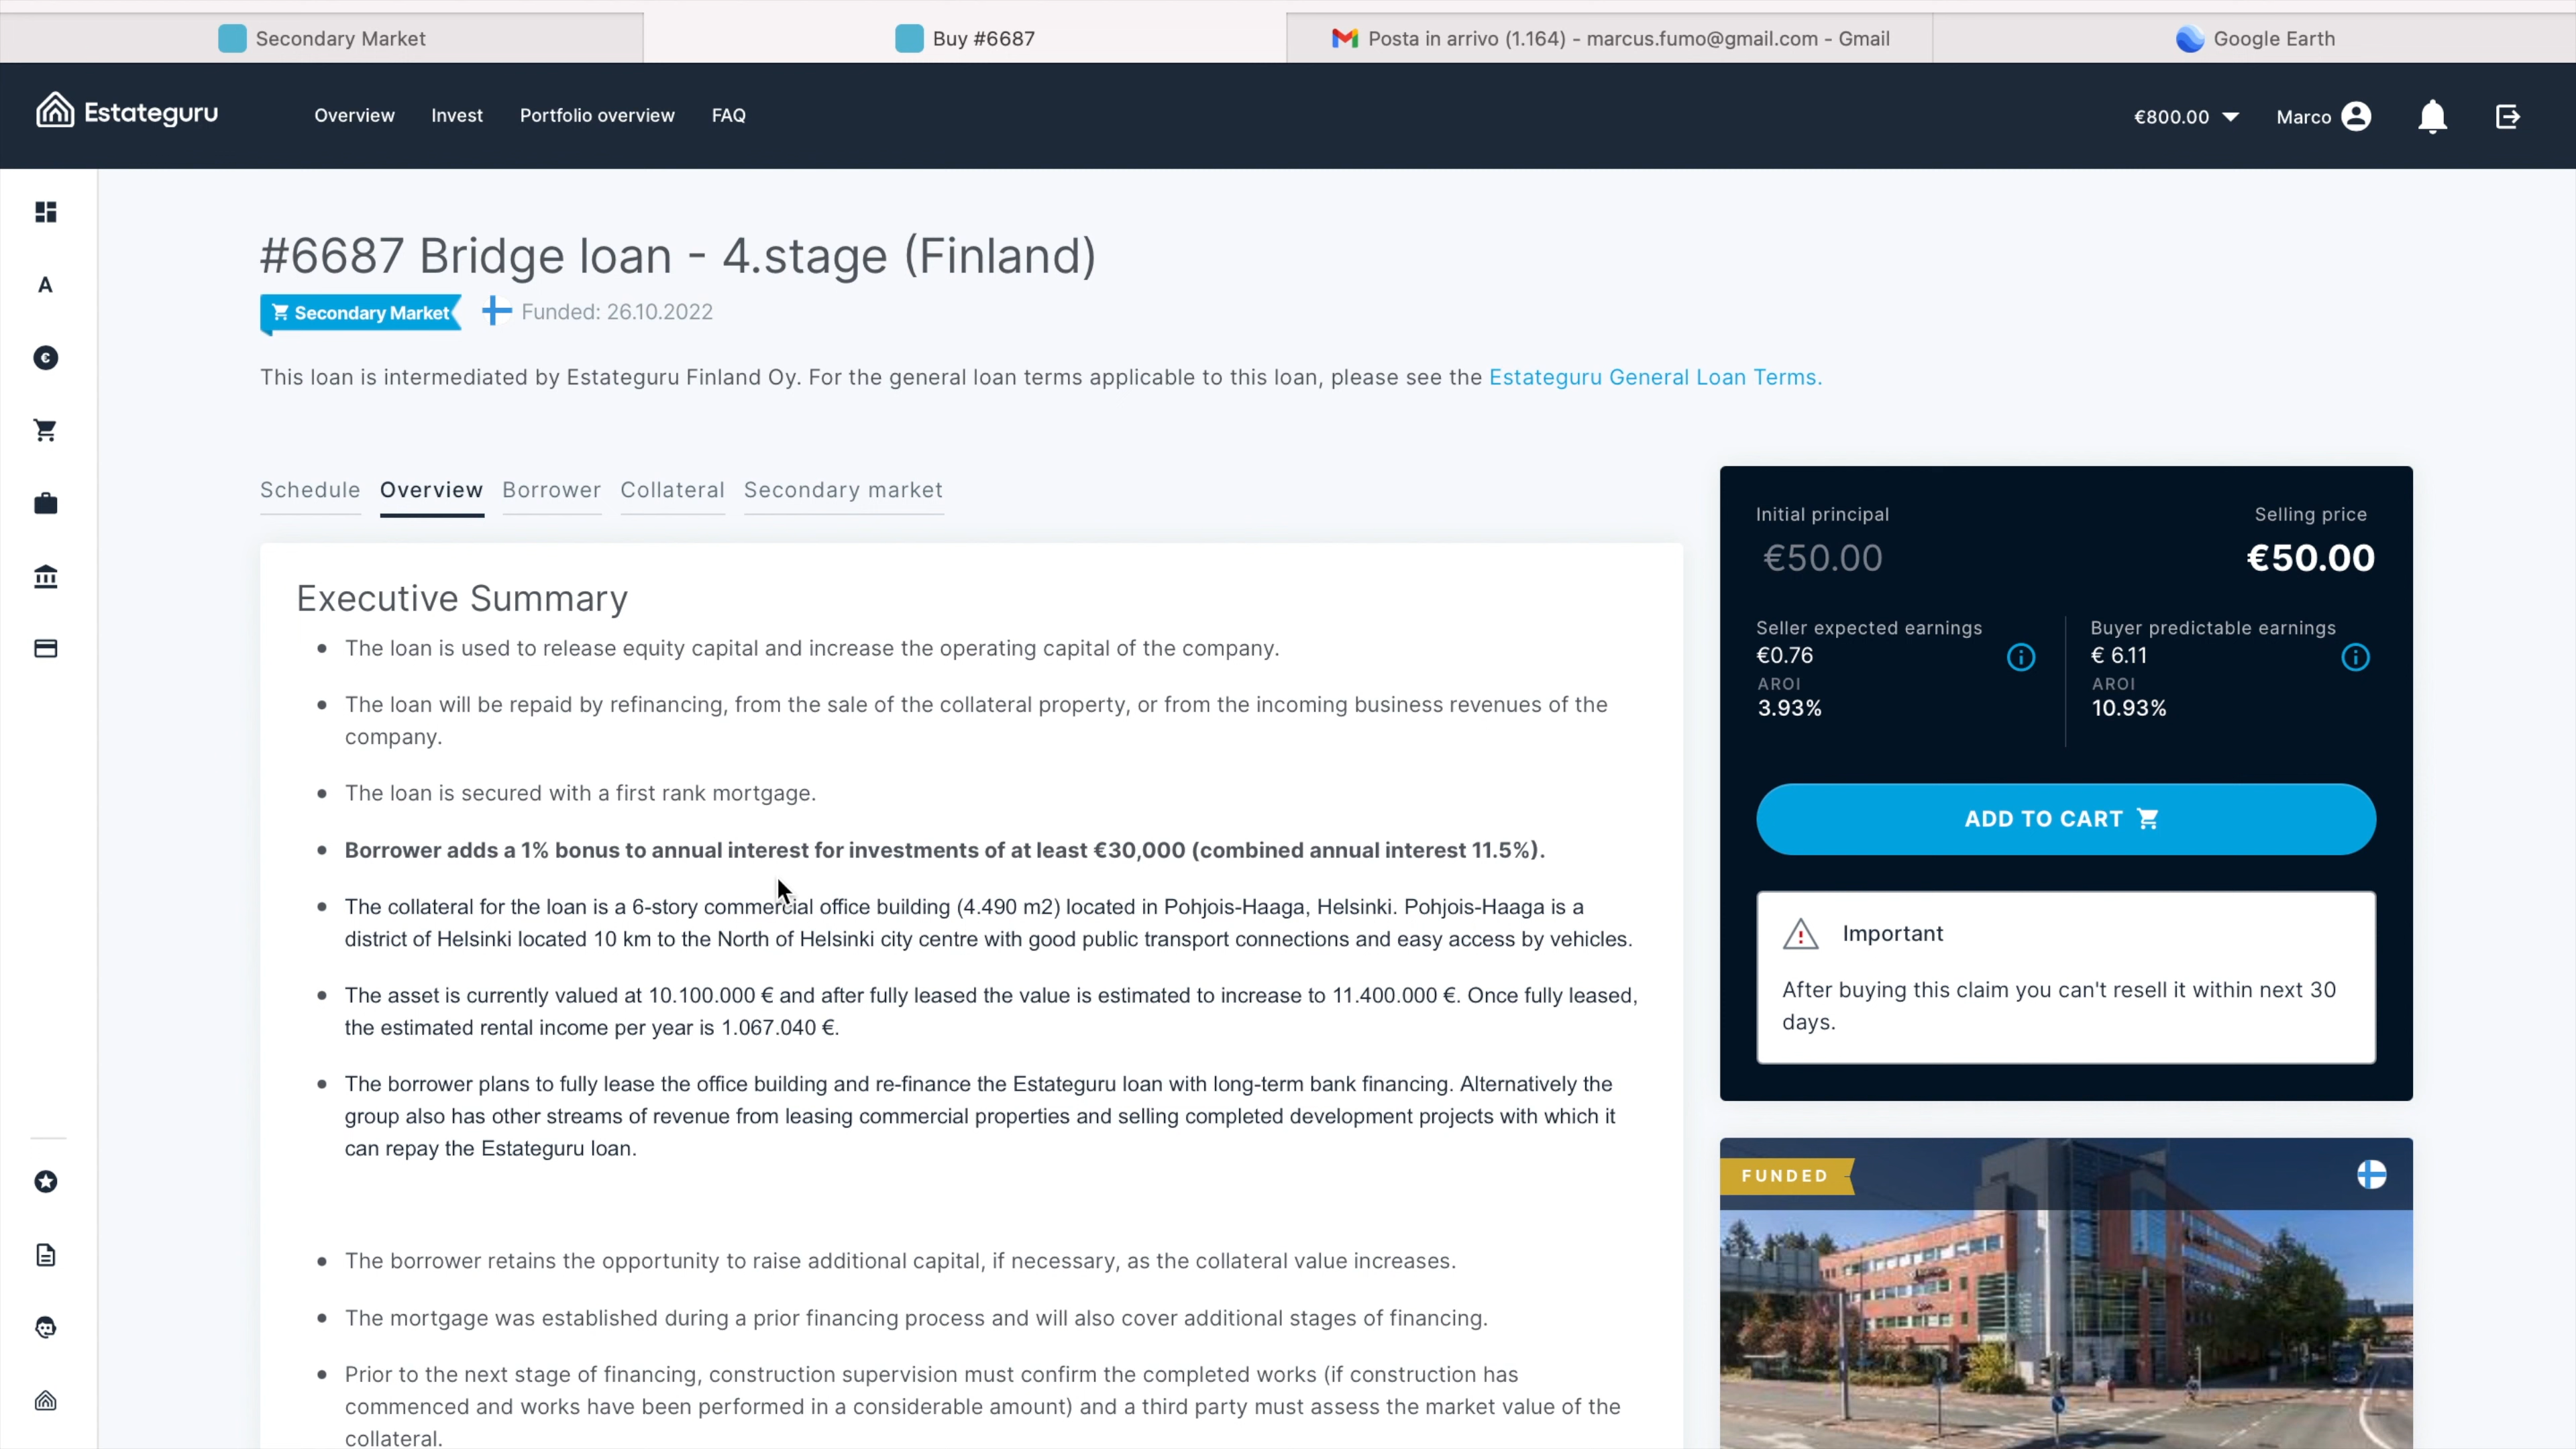 Secondary Market
Buy #6687
Posta in arrivo (1.164) - marcus.fumo@gmail.com - Gmail
Google Earth
Estateguru
Overview
Invest
Portfolio overview
FAQ
€800.00
Marco
A
€
#6687 Bridge loan - 4.stage (Finland)
Secondary Market
Funded: 26.10.2022
This loan is intermediated by Estateguru Finland Oy. For the general loan terms applicable to this loan, please see the Estateguru General Loan Terms.
Schedule
Overview
Borrower
Collateral
Secondary market
Executive Summary
The loan is used to release equity capital and increase the operating capital of the company.
The loan will be repaid by refinancing, from the sale of the collateral property, or from the incoming business revenues of the
company.
The loan is secured with a first rank mortgage.
Borrower adds a 1% bonus to annual interest for investments of at least €30,000 (combined annual interest 11.5%).
The collateral for the loan is a 6-story commercial office building (4.490 m2) located in Pohjois-Haaga, Helsinki. Pohjois-Haaga is a
district of Helsinki located 10 km to the North of Helsinki city centre with good public transport connections and easy access by vehicles.
The asset is currently valued at 10.100.000 € and after fully leased the value is estimated to increase to 11.400.000 €. Once fully leased,
the estimated rental income per year is 1.067.040 €.
The borrower plans to fully lease the office building and re-finance the Estateguru loan with long-term bank financing. Alternatively the
group also has other streams of revenue from leasing commercial properties and selling completed development projects with which it
can repay the Estateguru loan.
The borrower retains the opportunity to raise additional capital, if necessary, as the collateral value increases.
The mortgage was established during a prior financing process and will also cover additional stages of financing.
Prior to the next stage of financing, construction supervision must confirm the completed works (if construction has
commenced and works have been performed in a considerable amount) and a third party must assess the market value of the
collateral.
Initial principal
Selling price
€50.00
€50.00
Seller expected earnings
€0.76
AROI
3.93%
Buyer predictable earnings
€ 6.11
AROI
10.93%
ADD TO CART
Important
After buying this claim you can't resell it within next 30
days.
FUNDED